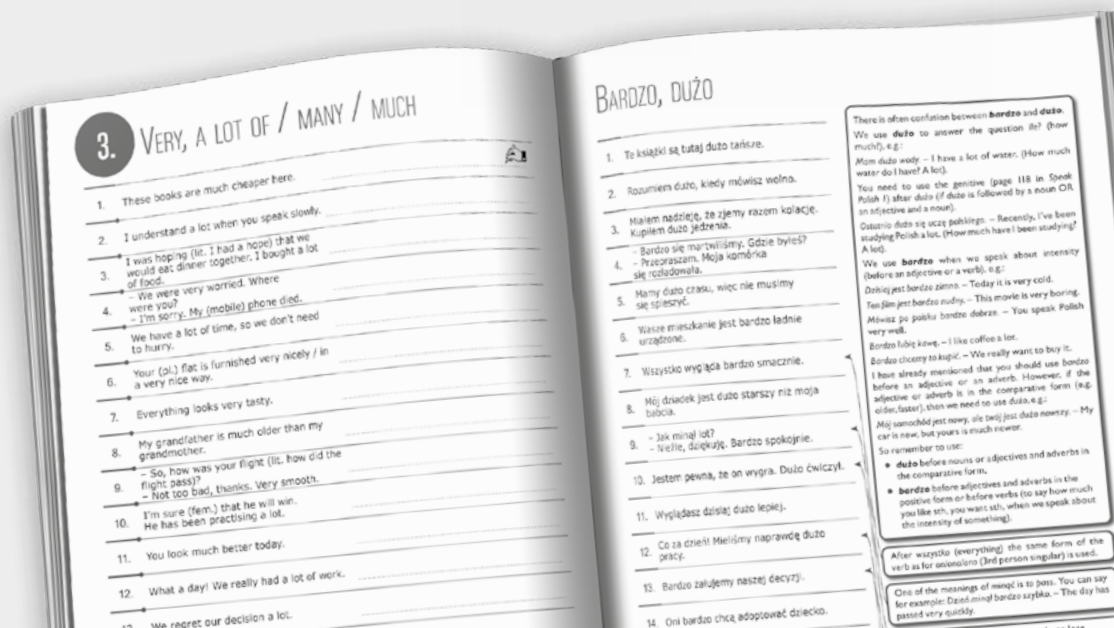 3.
VERY, A LOT OF / MANY / MUCH
1. These books are much cheaper here.
2. I understand a lot when you speak slowly.
3. I was hoping (lit. I had a hope) that we
would eat dinner together. I bought a lot
of food.
4. – We were very worried. Where
were you?
– I'm sorry. My (mobile) phone died.
5. We have a lot of time, so we don't need
to hurry.
6. Your (pl.) flat is furnished very nicely / in
a very nice way.
7. Everything looks very tasty.
8. My grandfather is much older than my
grandmother.
9. – So, how was your flight (lit. how did the
flight pass)?
– Not too bad, thanks. Very smooth.
10. I'm sure (fem.) that he will win.
He has been practising a lot.
11. You look much better today.
12. What a day! We really had a lot of work.
13. We regret our decision a lot.
BARDZO, DUŻO
1. Te książki są tutaj dużo tańsze.
2. Rozumiem dużo, kiedy mówisz wolno.
3. Miałem nadzieję, że zjemy razem kolację.
Kupiłem dużo jedzenia.
4. – Bardzo się martwiliśmy. Gdzie byłeś?
– Przepraszam. Moja komórka
się rozładowała.
5. Mamy dużo czasu, więc nie musimy
się spieszyć.
6. Wasze mieszkanie jest bardzo ładnie
urządzone.
7. Wszystko wygląda bardzo smacznie.
8. Mój dziadek jest dużo starszy niż moja
babcia.
9. – Jak minął lot?
– Nieźle, dziękuję. Bardzo spokojnie.
10. Jestem pewna, że on wygra. Dużo ćwiczył.
11. Wyglądasz dzisiaj dużo lepiej.
12. Co za dzień! Mieliśmy naprawdę dużo
pracy.
13. Bardzo żałujemy naszej decyzji.
14. Oni bardzo chcą adoptować dziecko.
There is often confusion between bardzo and dużo.
We use dużo to answer the question ile? (how
much?), e.g.:
Mam dużo wody. – I have a lot of water. (How much
water do I have? A lot).
You need to use the genitive (page 118 in Speak
Polish 1) after dużo (if dużo is followed by a noun OR
an adjective and a noun).
Ostatnio dużo się uczę polskiego. – Recently, I've been
studying Polish a lot. (How much have I been studying?
A lot).
We use bardzo when we speak about intensity
(before an adjective or a verb), e.g.:
Dzisiaj jest bardzo zimno. – Today it is very cold.
Ten film jest bardzo nudny. – This movie is very boring.
Mówisz po polsku bardzo dobrze. – You speak Polish
very well.
Bardzo lubię kawę. – I like coffee a lot.
Bardzo chcemy to kupić. – We really want to buy it.
I have already mentioned that you should use bardzo
before an adjective or an adverb. However, if the
adjective or adverb is in the comparative form (e.g.
older, faster), then we need to use dużo, e.g.:
Mój samochód jest nowy, ale twój jest dużo nowszy. – My
car is new, but yours is much newer.
So remember to use:
• dużo before nouns or adjectives and adverbs in
the comparative form,
• bardzo before adjectives and adverbs in the
positive form or before verbs (to say how much
you like sth, you want sth, when we speak about
the intensity of something).
After wszystko (everything) the same form of the
verb as for on/ona/ono (3rd person singular) is used.
One of the meanings of minąć is to pass. You can say
for example: Dzień minął bardzo szybko. – The day has
passed very quickly.